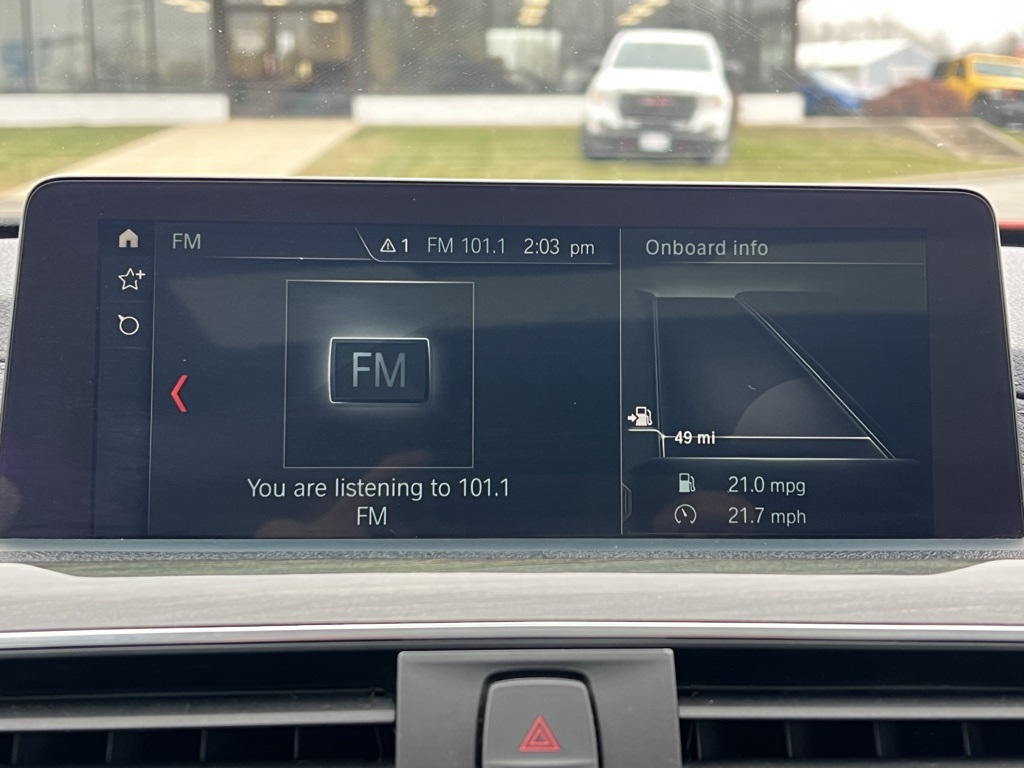 FM
1 FM 101.1 2:03 pm
Onboard info
FM
49 mi
You are listening to 101.1
FM
21.0 mpg
21.7 mph